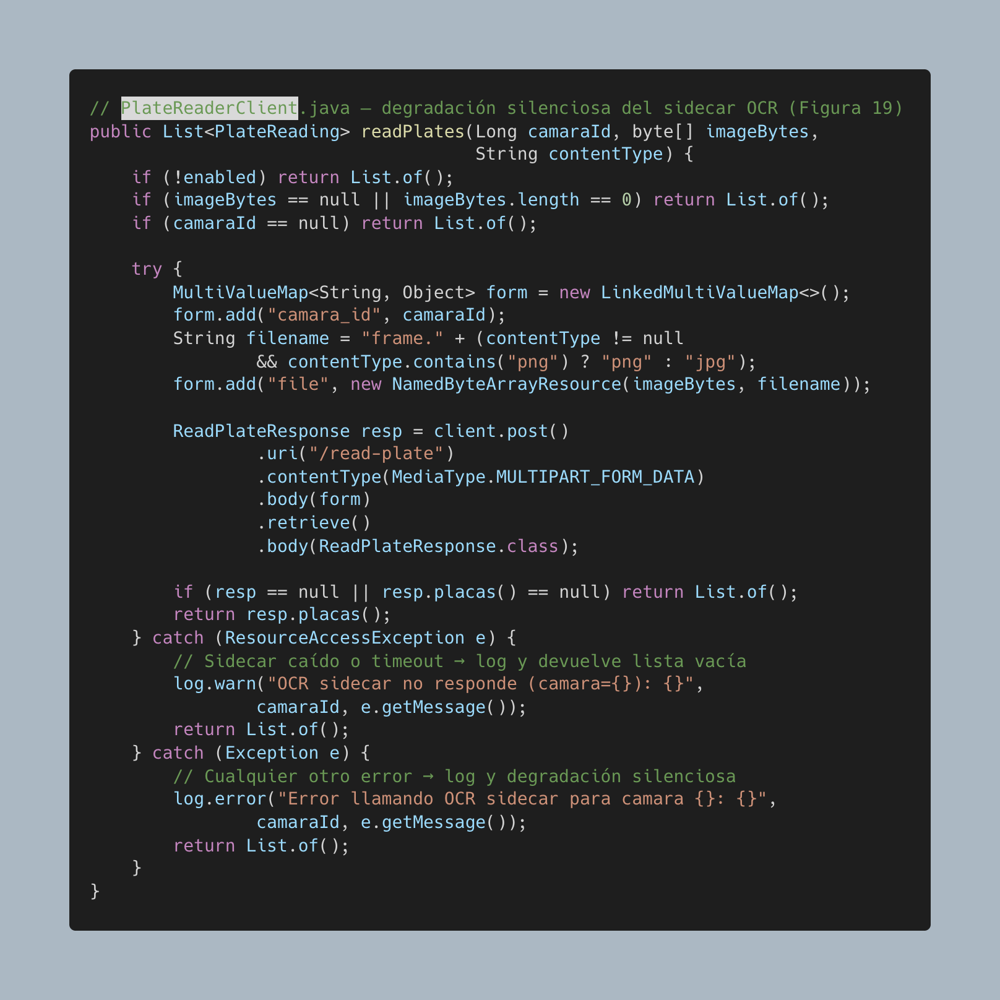 // PlateReaderClient.java — degradación silenciosa del sidecar OCR (Figura 19)
public List<PlateReading> readPlates(Long camaraId, byte[] imageBytes,
                                     String contentType) {
    if (!enabled) return List.of();
    if (imageBytes == null || imageBytes.length == 0) return List.of();
    if (camaraId == null) return List.of();

    try {
        MultiValueMap<String, Object> form = new LinkedMultiValueMap<>();
        form.add("camara_id", camaraId);
        String filename = "frame." + (contentType != null
                && contentType.contains("png") ? "png" : "jpg");
        form.add("file", new NamedByteArrayResource(imageBytes, filename));

        ReadPlateResponse resp = client.post()
                .uri("/read-plate")
                .contentType(MediaType.MULTIPART_FORM_DATA)
                .body(form)
                .retrieve()
                .body(ReadPlateResponse.class);

        if (resp == null || resp.placas() == null) return List.of();
        return resp.placas();
    } catch (ResourceAccessException e) {
        // Sidecar caído o timeout → log y devuelve lista vacía
        log.warn("OCR sidecar no responde (camara={}): {}",
                camaraId, e.getMessage());
        return List.of();
    } catch (Exception e) {
        // Cualquier otro error → log y degradación silenciosa
        log.error("Error llamando OCR sidecar para camara {}: {}",
                camaraId, e.getMessage());
        return List.of();
    }
}